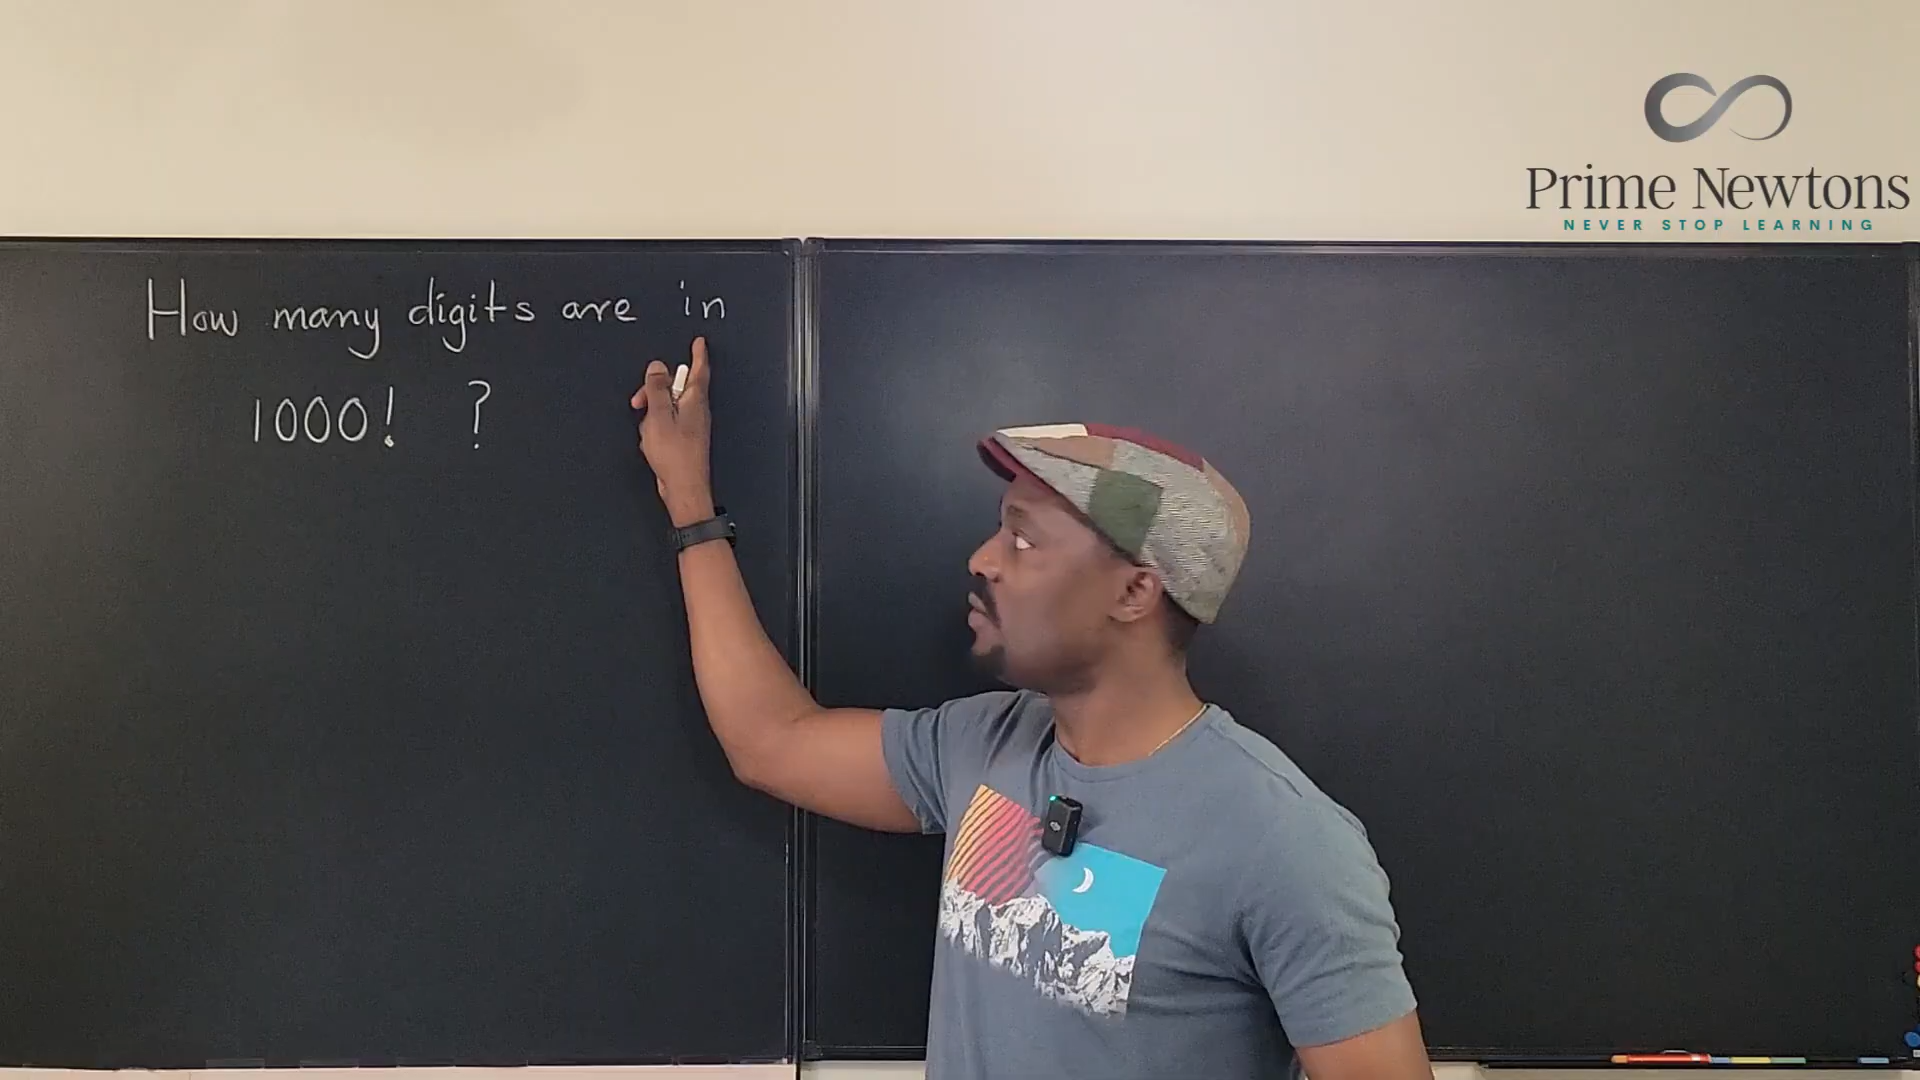 Prime Newtons
NEVER STOP LEARNING
How many digits are in
1000! ?